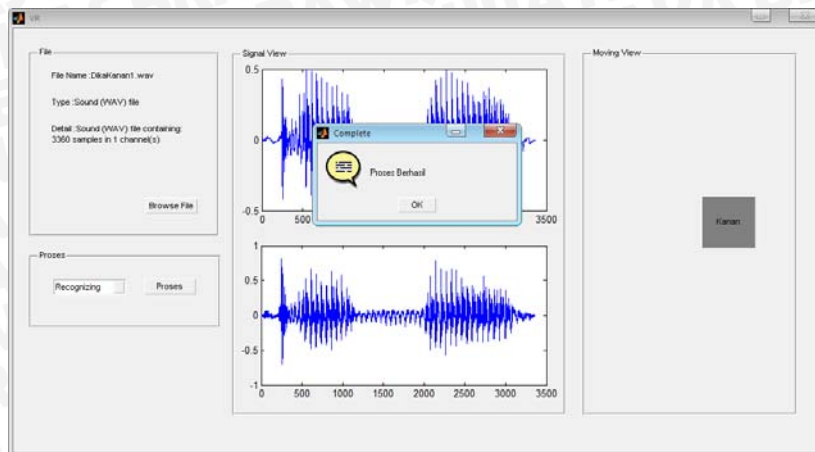 VR
File
File Name :DikaKanan1.wav
Type :Sound (WAV) file
Detail :Sound (WAV) file containing:
3360 samples in 1 channel(s)
Browse File
Proses
Recognizing
Proses
Signal View
0.5
0
-0.5
0
500
3500
Complete
Proses Berhasil
OK
1
0.5
0
-0.5
-1
0
500
1000
1500
2000
2500
3000
3500
Moving View
Kanan